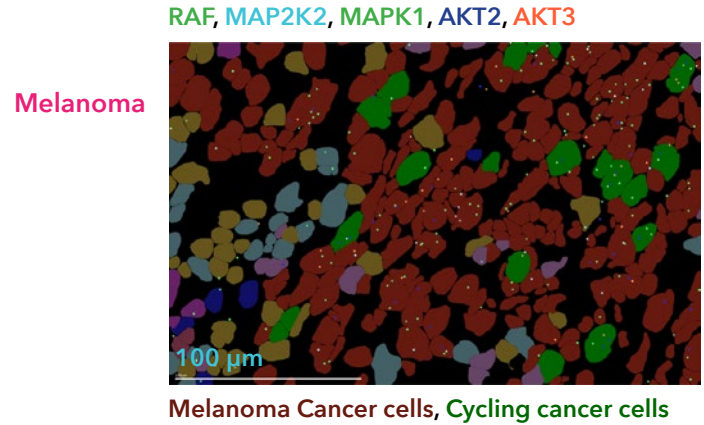 RAF, MAP2K2, MAPK1, AKT2, AKT3
Melanoma
100 μm
Melanoma Cancer cells, Cycling cancer cells